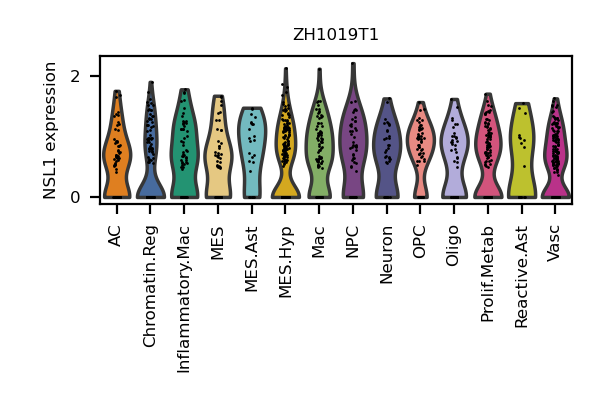 ZH1019T1
NSL1 expression
2
0
AC
Chromatin.Reg
Inflammatory.Mac
MES
MES.Ast
MES.Hyp
Mac
NPC
Neuron
OPC
Oligo
Prolif.Metab
Reactive.Ast
Vasc